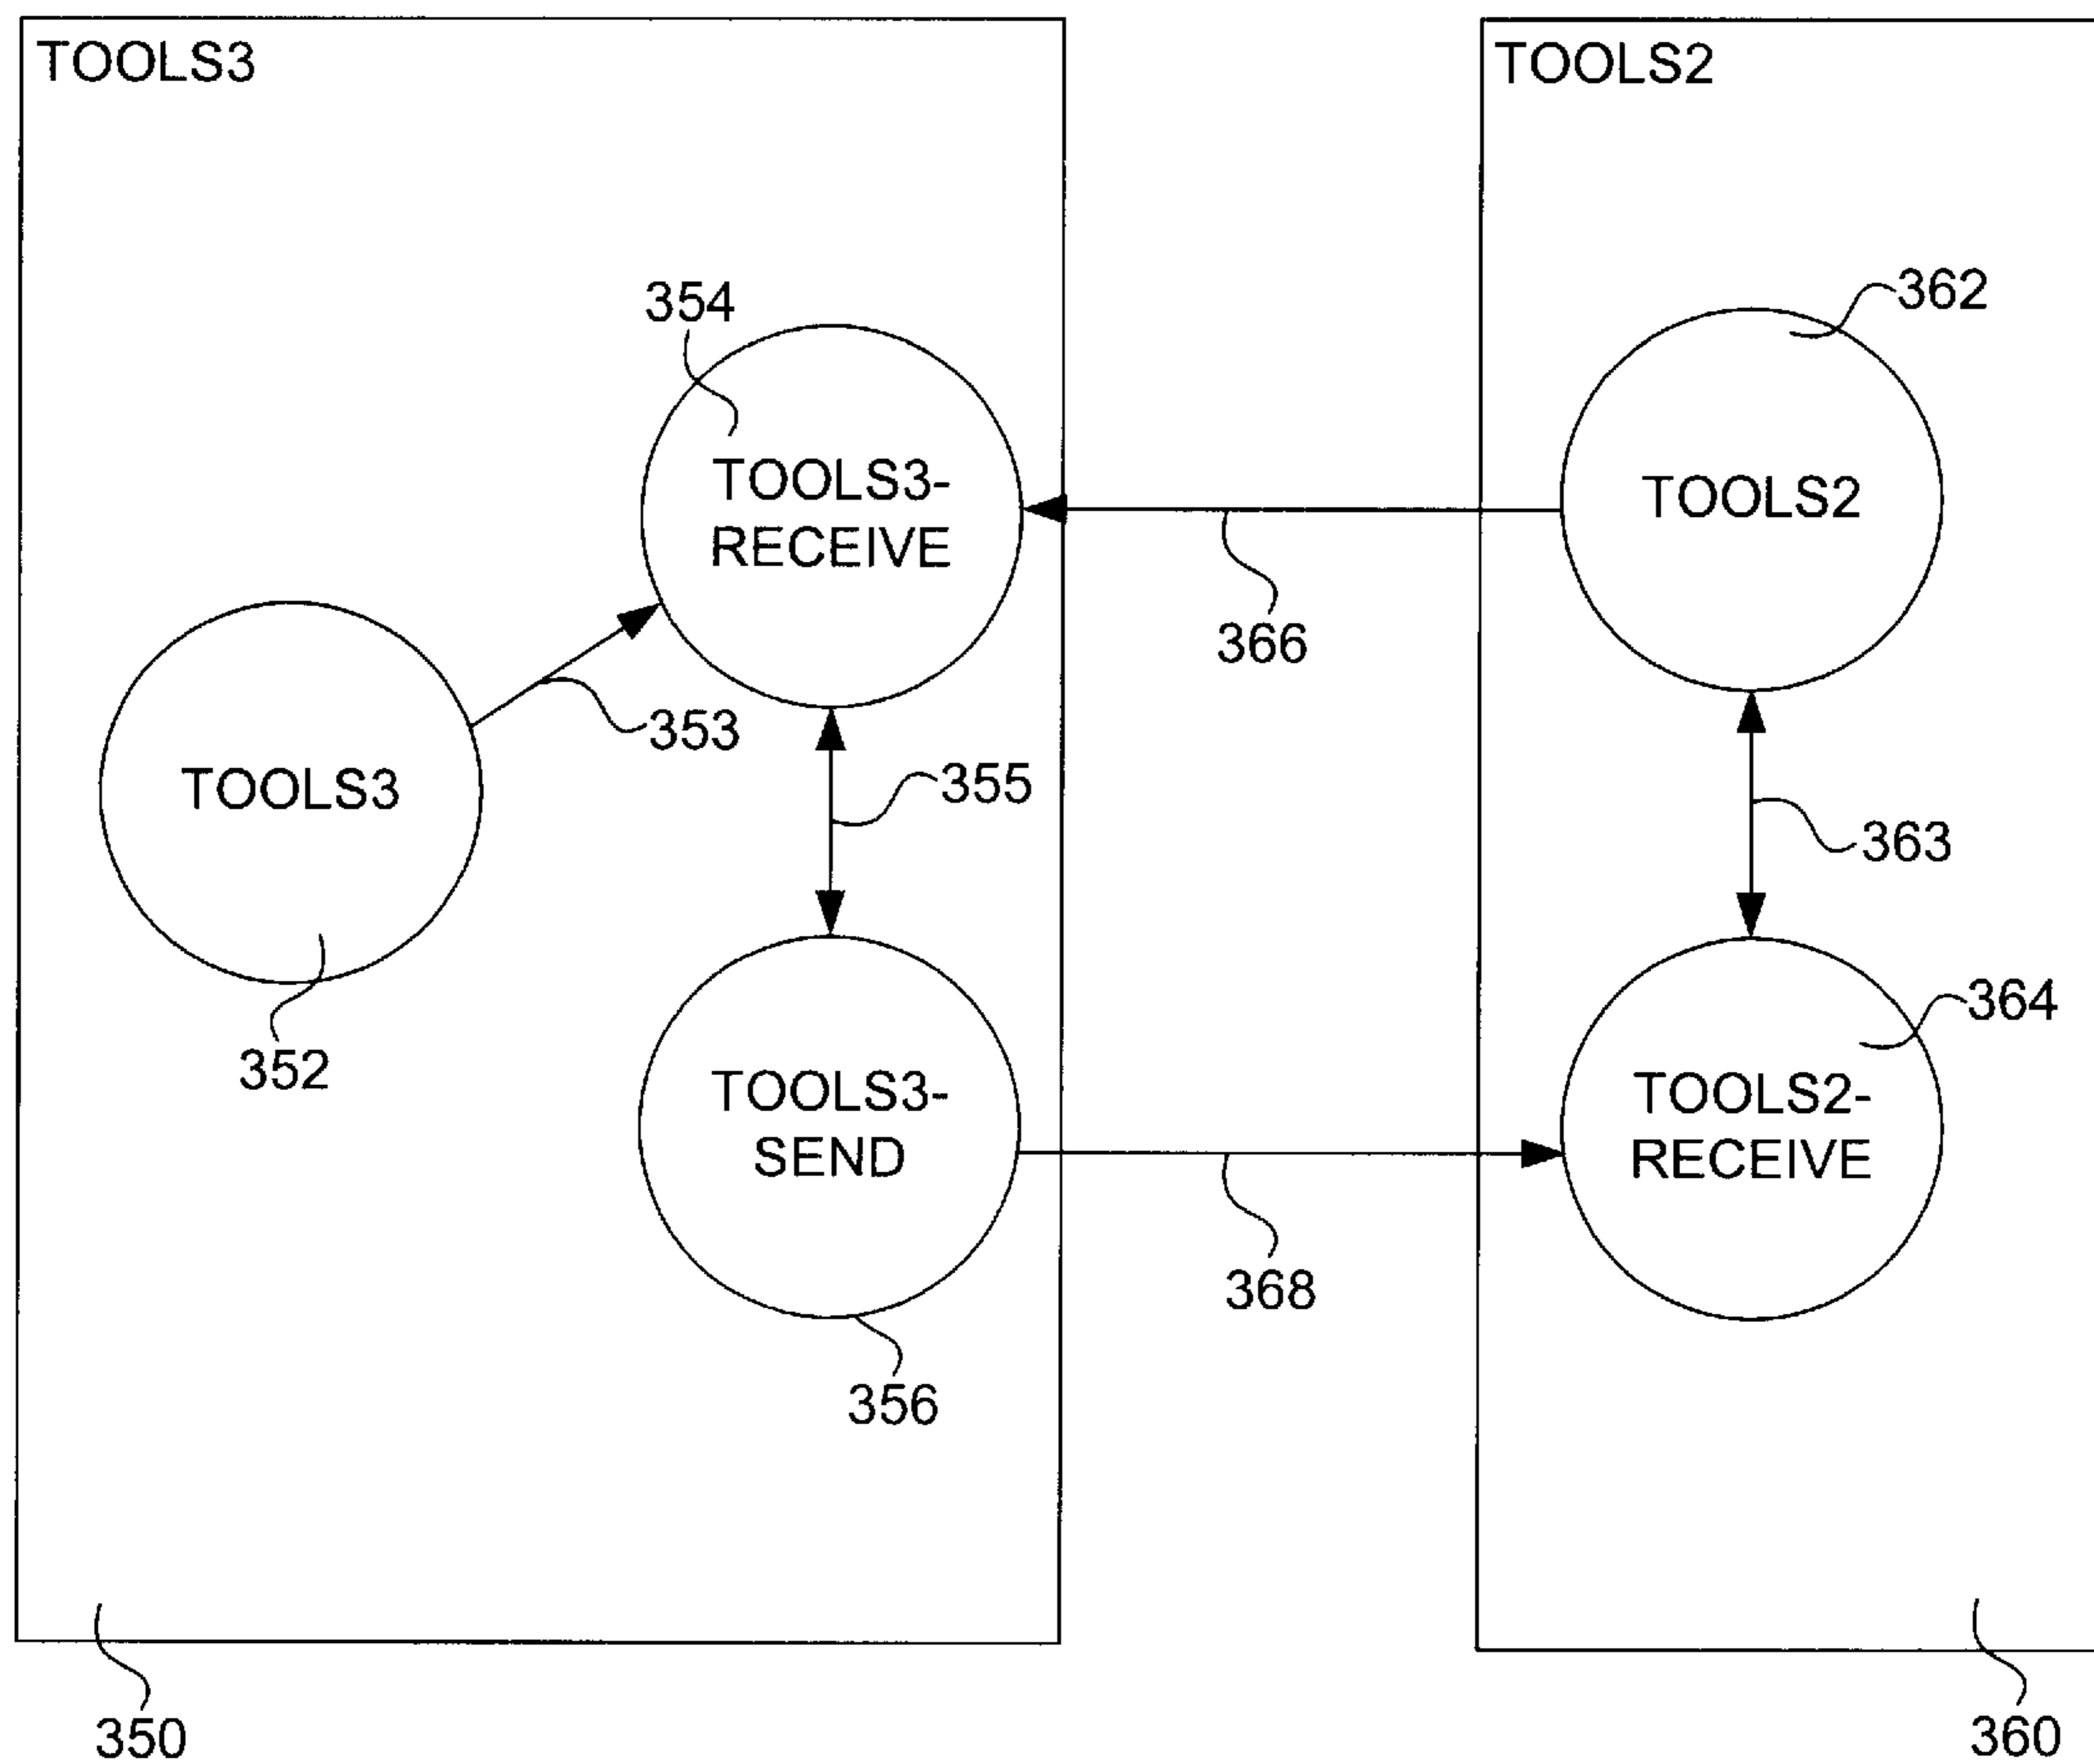 TOOLS3
TOOLS2
354
362
TOOLS3-
RECEIVE
TOOLS2
366
353
TOOLS3
355
363
352
364
TOOLS3-
SEND
TOOLS2-
RECEIVE
368
356
350
360